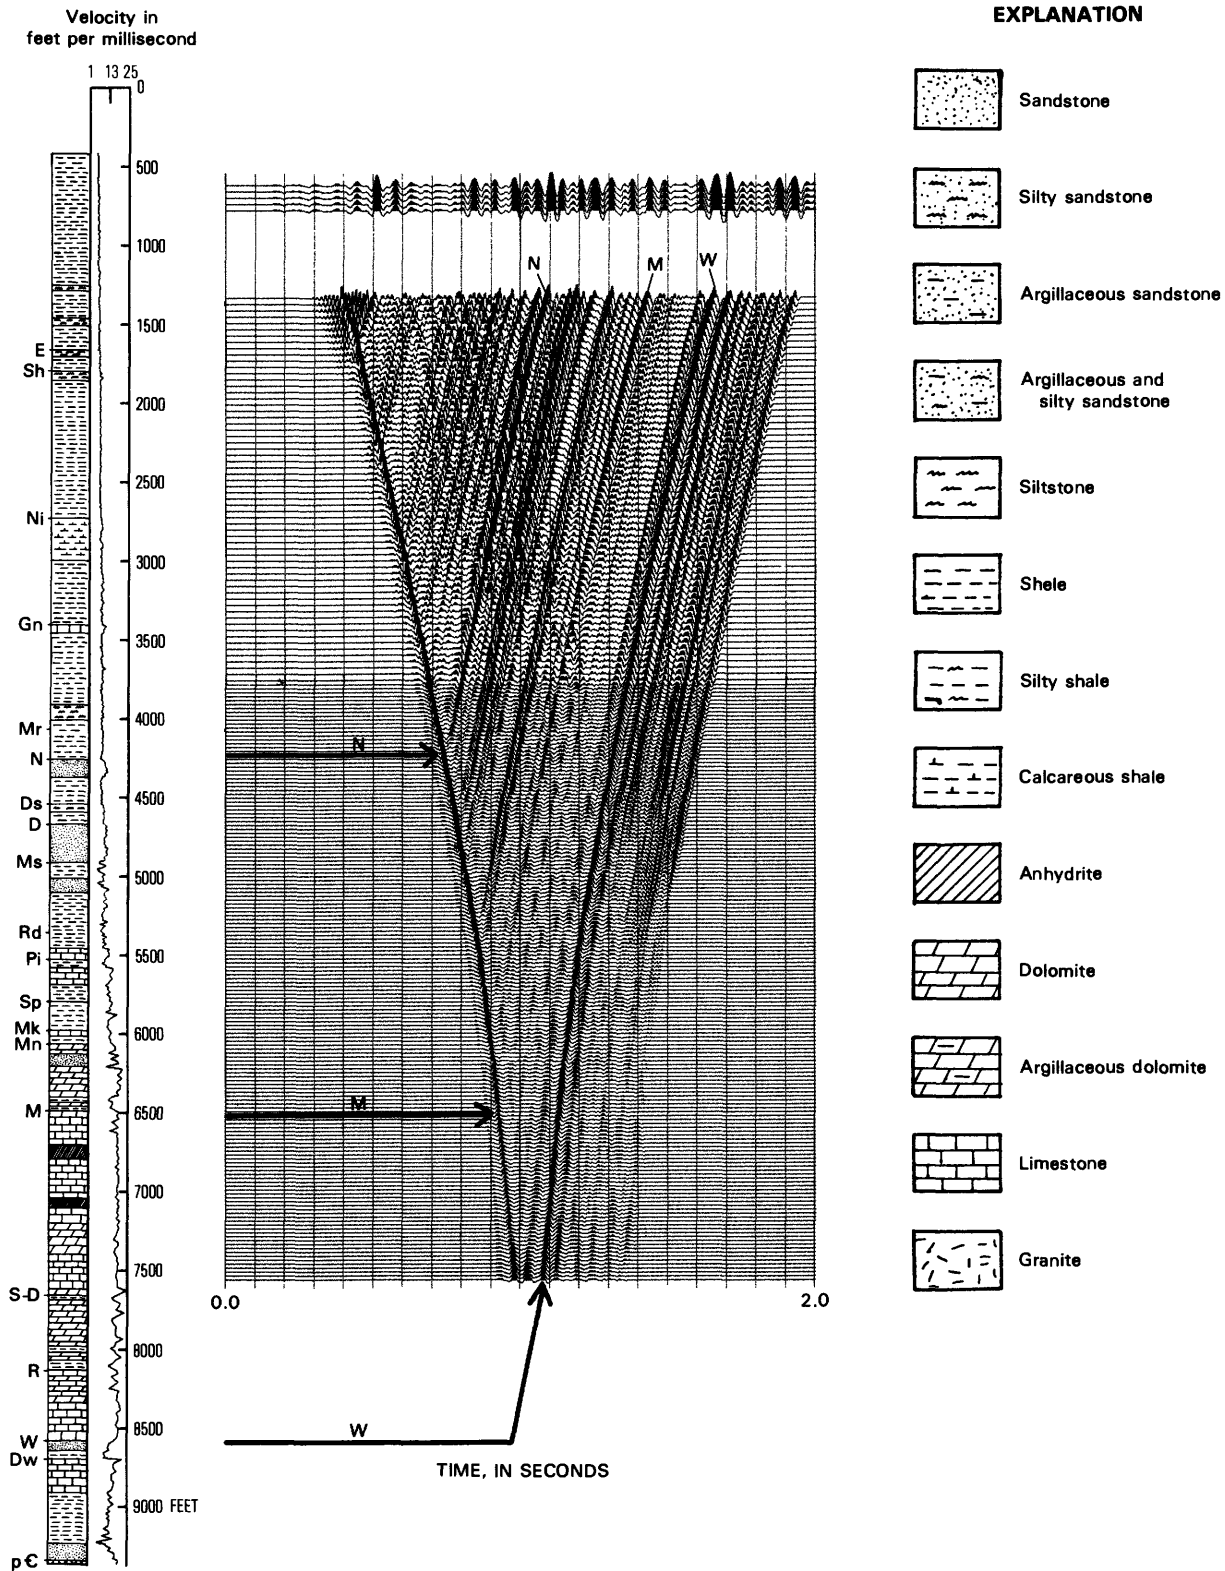 Velocity in
feet per millisecond
1 13 25
0
500
1000
1500
2000
2500
3000
3500
4000
4500
5000
5500
6000
6500
7000
7500
8000
8500
9000 FEET
E
Sh
Ni
Gn
Mr
N
Ds
D
Ms
Rd
Pi
Sp
Mk
Mn
M
S-D
R
W
Dw
p€
N M W
N
M
0.0 2.0
W
TIME, IN SECONDS
EXPLANATION
Sandstone
Silty sandstone
Argillaceous sandstone
Argillaceous and
silty sandstone
Siltstone
Shele
Silty shale
Calcareous shale
Anhydrite
Dolomite
Argillaceous dolomite
Limestone
Granite